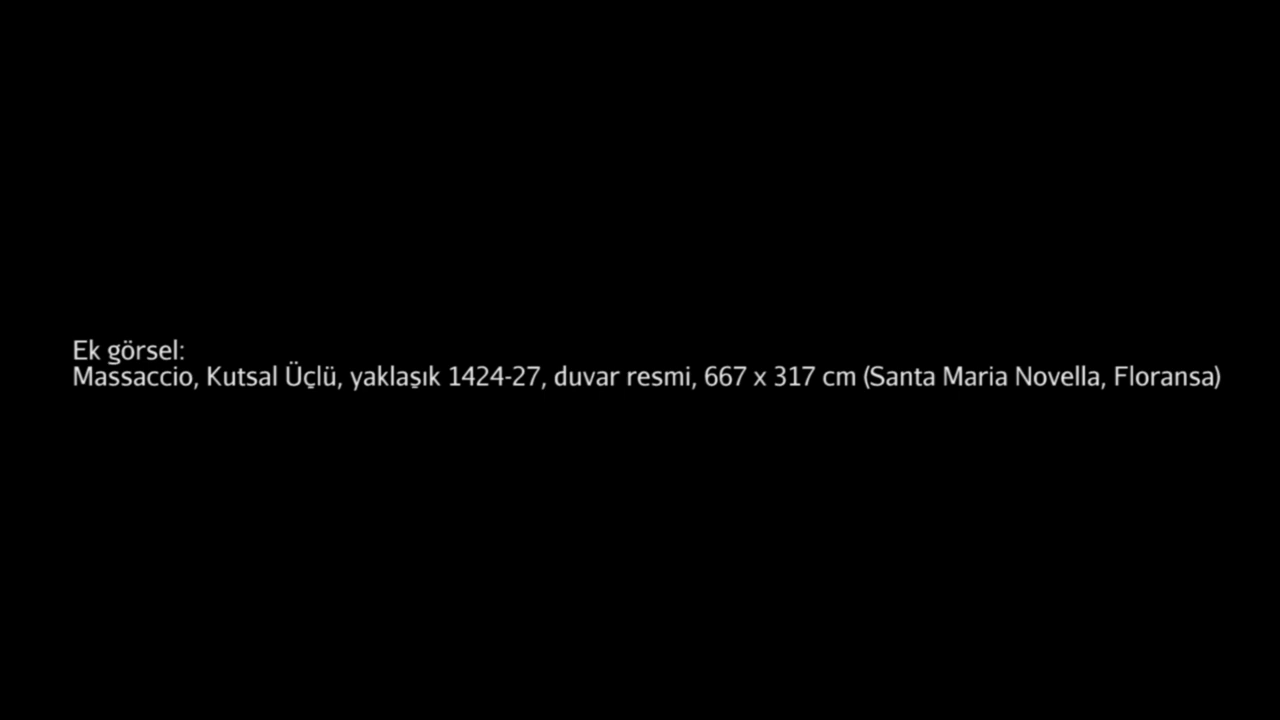 Ek görsel:
Massaccio, Kutsal Üçlü, yaklaşık 1424-27, duvar resmi, 667 x 317 cm (Santa Maria Novella, Floransa)